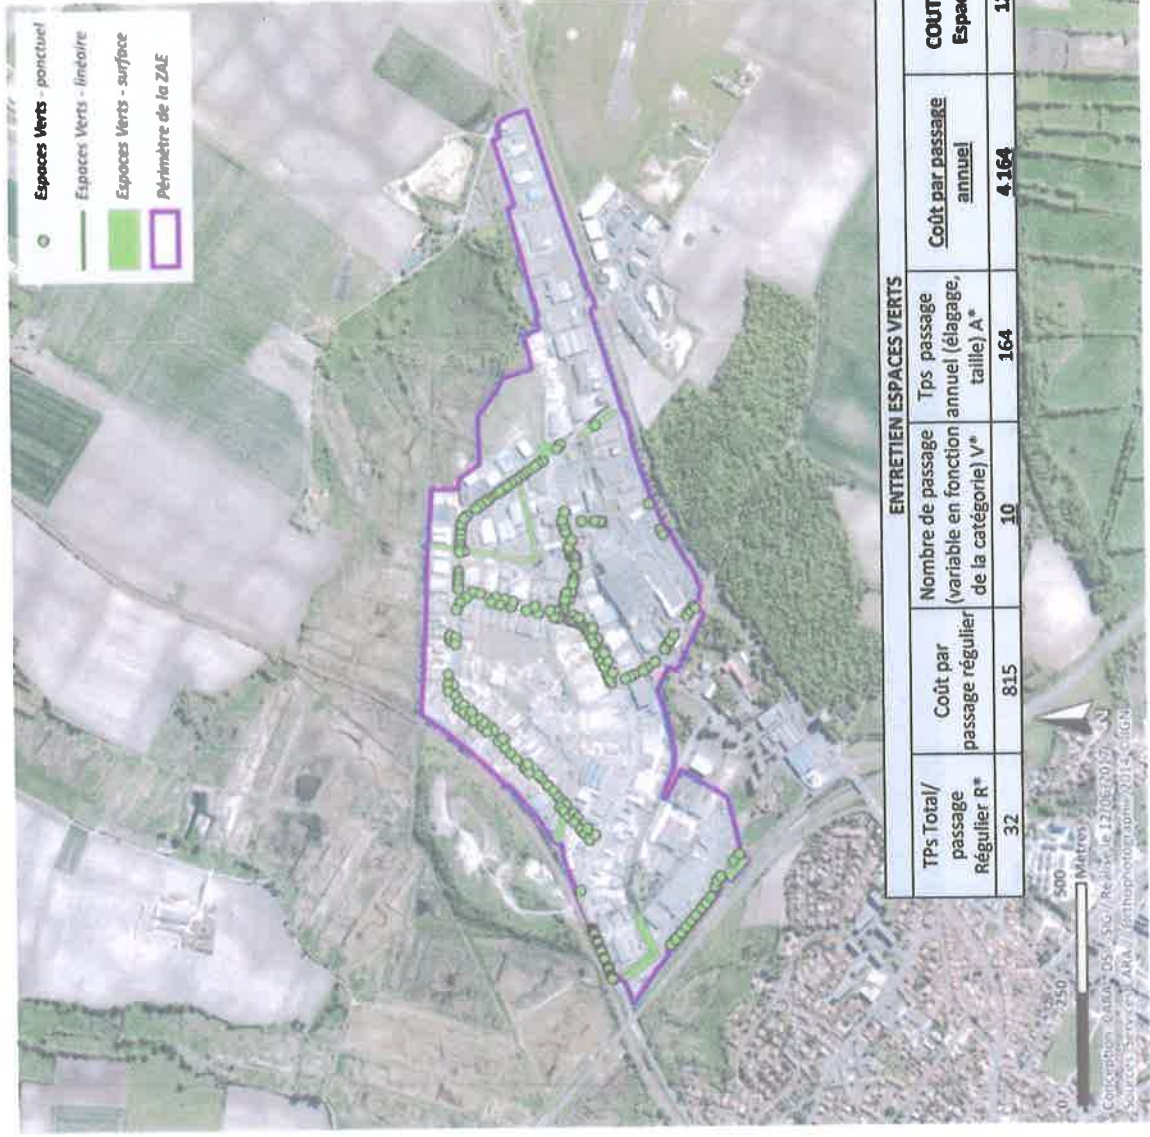 Espaces Verts - ponctuel
Espaces Verts - linéaire
Espaces Verts - surface
Périmètre de la ZAE
ENTRETIEN ESPACES VERTS
TPs Total/
passage
Régulier R*
Coût par
passage régulier
Nombre de passage
(variable en fonction
de la catégorie) V*
Tps passage
annuel (élagage,
taille) A*
Coût par passage
annuel
COUT
Espac
32
815
10
164
4 164
12
0
250
500
Mètres